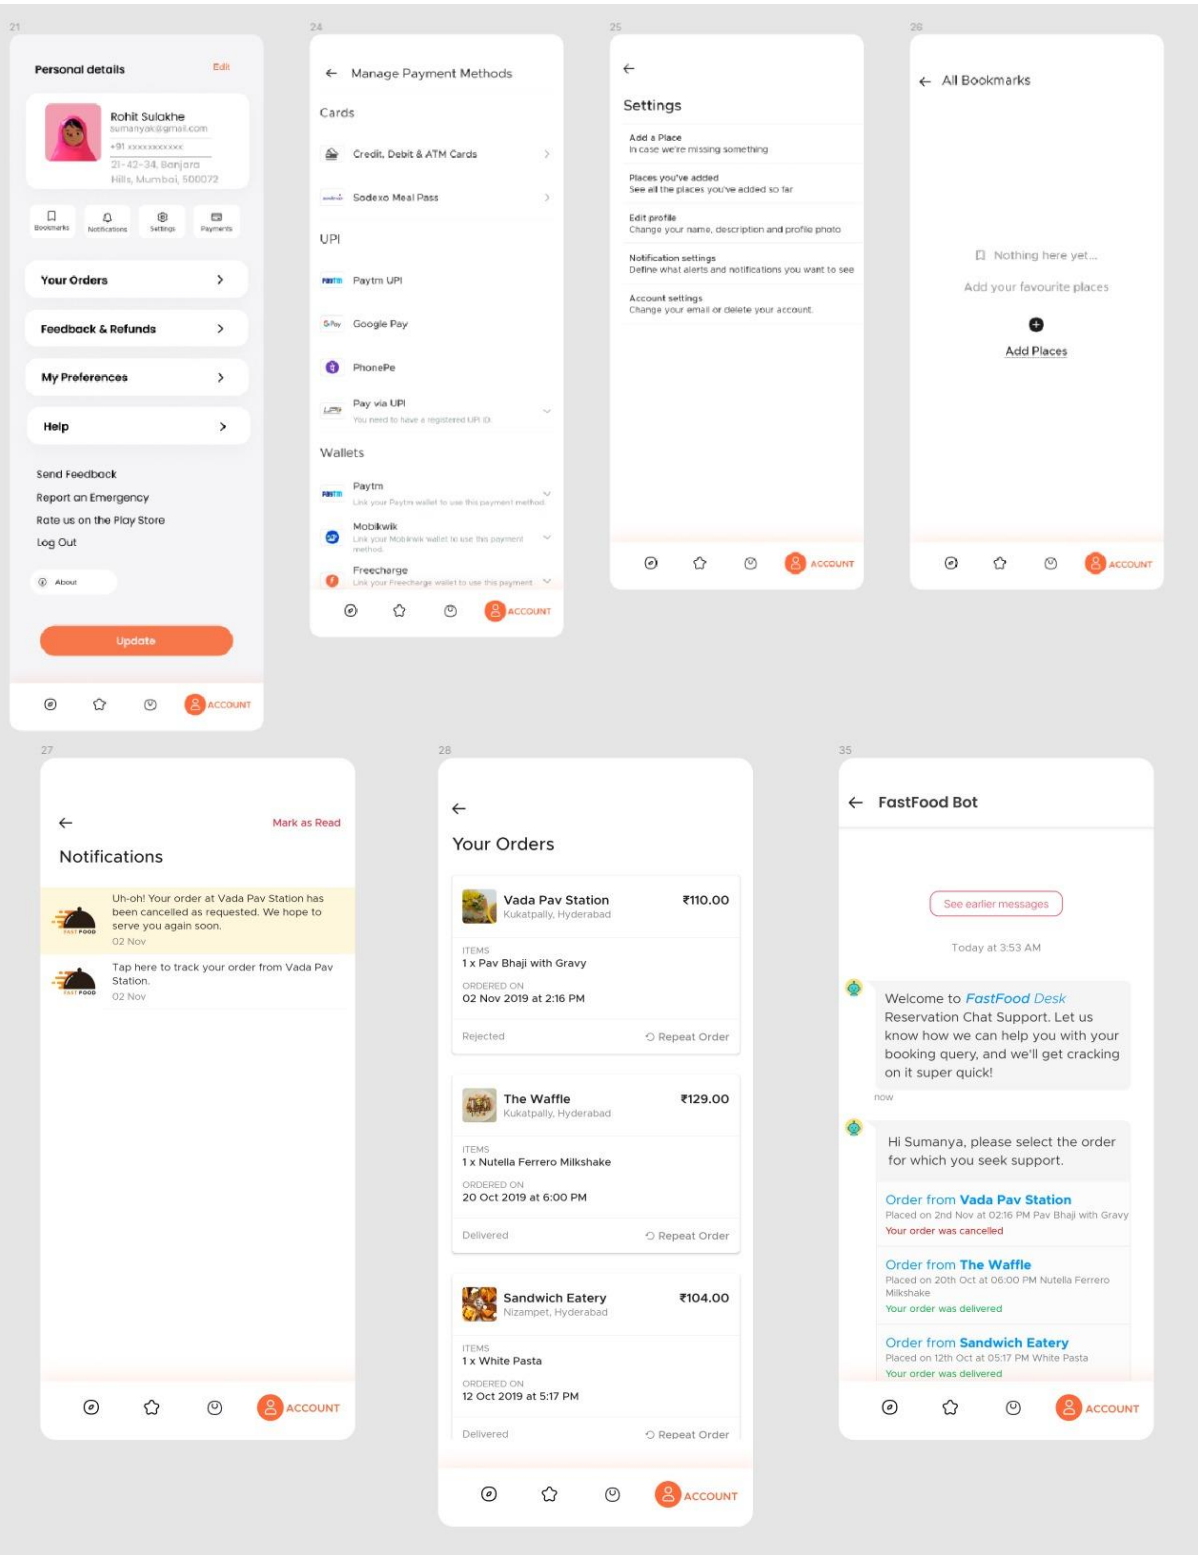 21
Personal details
Edit
Rohit Sulakhe
sumanyak@gmail.com
+91 xxxxxxxxxxx
21-42-34, Banjara
Hills, Mumbai, 500072
Bookmarks
Notifications
Settings
Payments
Your Orders
Feedback & Refunds
My Preferences
Help
Send Feedback
Report an Emergency
Rate us on the Play Store
Log Out
About
Update
ACCOUNT
24
Manage Payment Methods
Cards
Credit, Debit & ATM Cards
Sodexo Meal Pass
UPI
Paytm
Paytm UPI
G Pay
Google Pay
PhonePe
UPI
Pay via UPI
You need to have a registered UPI ID.
Wallets
Paytm
Paytm
Link your Paytm wallet to use this payment method.
Mobikwik
Link your Mobikwik wallet to use this payment
method.
Freecharge
Link your Freecharge wallet to use this payment
ACCOUNT
25
Settings
Add a Place
In case we're missing something
Places you've added
See all the places you've added so far
Edit profile
Change your name, description and profile photo
Notification settings
Define what alerts and notifications you want to see
Account settings
Change your email or delete your account.
ACCOUNT
26
All Bookmarks
Nothing here yet...
Add your favourite places
Add Places
ACCOUNT
27
Mark as Read
Notifications
Uh-oh! Your order at Vada Pav Station has
been cancelled as requested. We hope to
serve you again soon.
02 Nov
FAST FOOD
Tap here to track your order from Vada Pav
Station.
02 Nov
FAST FOOD
ACCOUNT
28
Your Orders
Vada Pav Station
₹110.00
Kukatpally, Hyderabad
ITEMS
1 x Pav Bhaji with Gravy
ORDERED ON
02 Nov 2019 at 2:16 PM
Rejected
Repeat Order
The Waffle
₹129.00
Kukatpally, Hyderabad
ITEMS
1 x Nutella Ferrero Milkshake
ORDERED ON
20 Oct 2019 at 6:00 PM
Delivered
Repeat Order
Sandwich Eatery
₹104.00
Nizampet, Hyderabad
ITEMS
1 x White Pasta
ORDERED ON
12 Oct 2019 at 5:17 PM
Delivered
Repeat Order
ACCOUNT
35
FastFood Bot
See earlier messages
Today at 3:53 AM
Welcome to FastFood Desk
Reservation Chat Support. Let us
know how we can help you with your
booking query, and we'll get cracking
on it super quick!
now
Hi Sumanya, please select the order
for which you seek support.
Order from Vada Pav Station
Placed on 2nd Nov at 02:16 PM Pav Bhaji with Gravy
Your order was cancelled
Order from The Waffle
Placed on 20th Oct at 06:00 PM Nutella Ferrero
Milkshake
Your order was delivered
Order from Sandwich Eatery
Placed on 12th Oct at 05:17 PM White Pasta
Your order was delivered
ACCOUNT